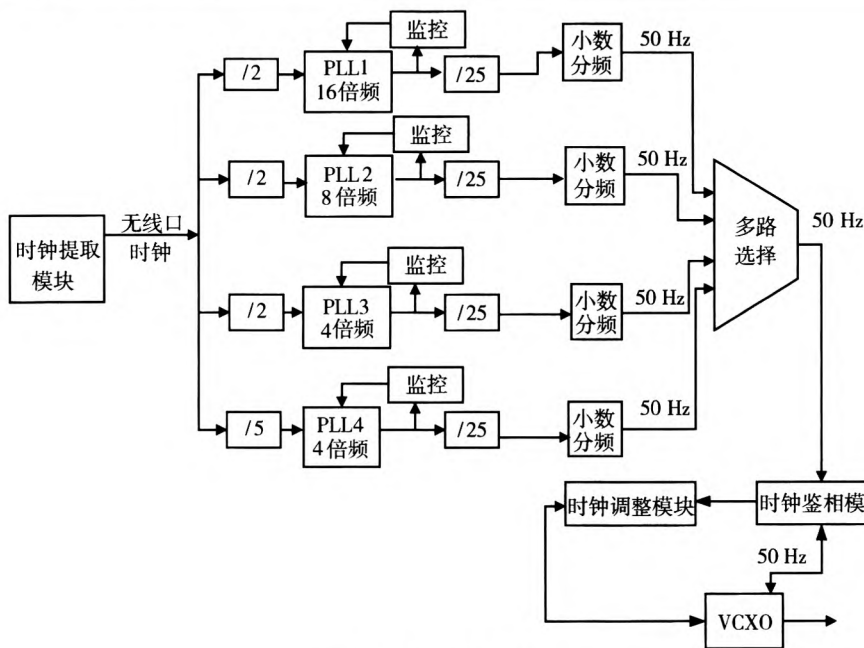 监控
/2
PLL1
16倍频
/25
小数
分频
50 Hz
监控
/2
PLL2
8倍频
/25
小数
分频
50 Hz
时钟提取
模块
无线口
时钟
多路
选择
50 Hz
监控
/2
PLL3
4倍频
/25
小数
分频
50 Hz
监控
/5
PLL4
4倍频
/25
小数
分频
50 Hz
时钟调整模块
时钟鉴相模
50 Hz
VCXO